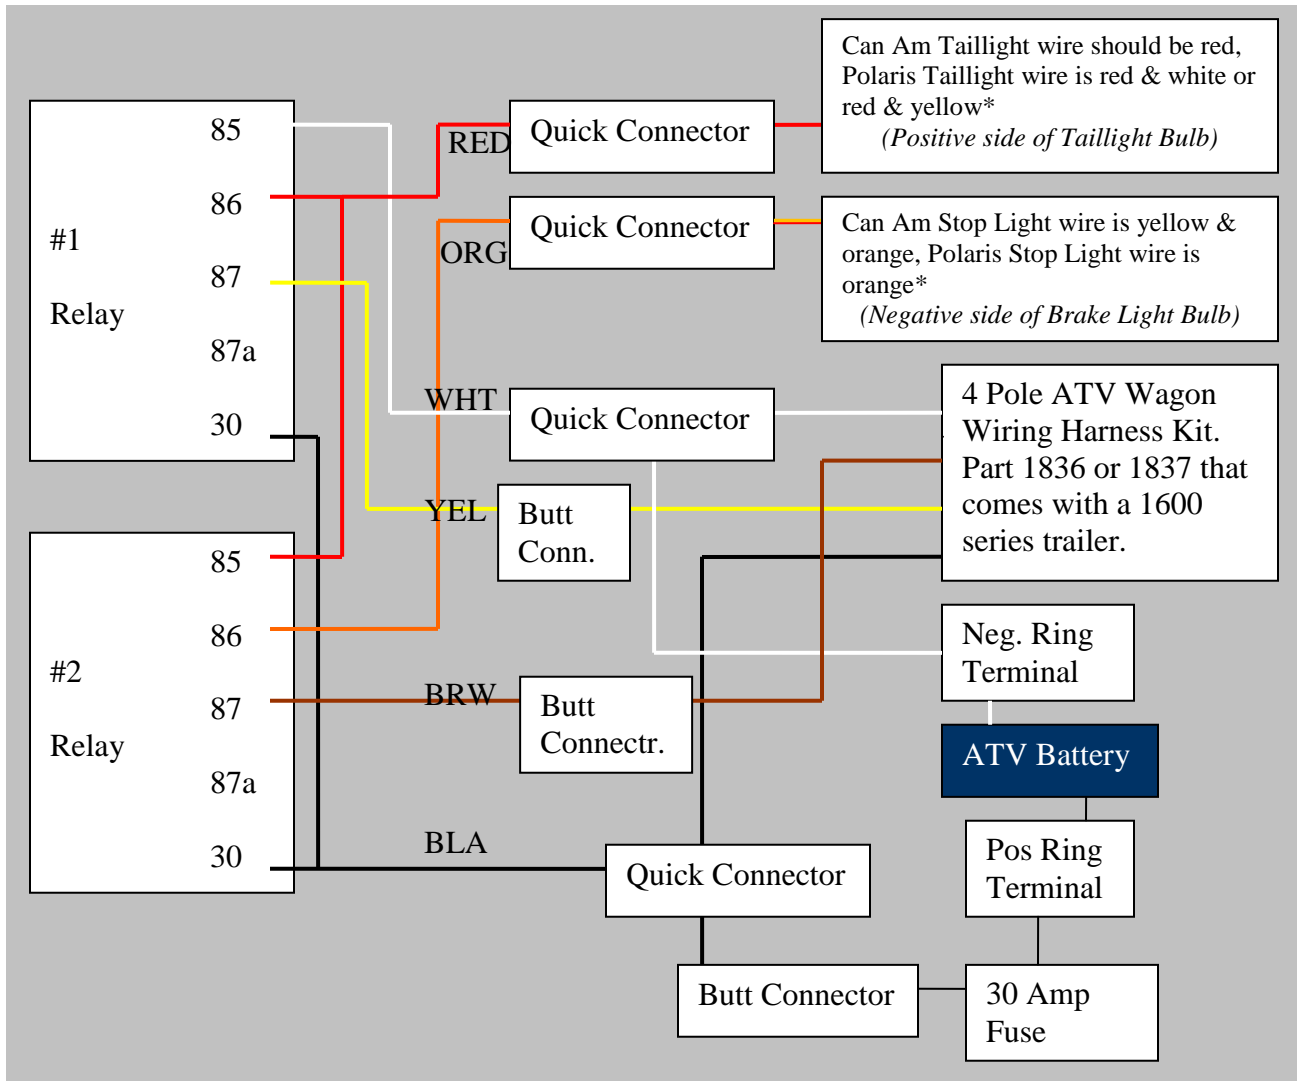 Can Am Taillight wire should be red,
Polaris Taillight wire is red & white or
red & yellow*
(Positive side of Taillight Bulb)
85
86
#1
87
Relay
87a
30
RED
Quick Connector
ORG
Quick Connector
Can Am Stop Light wire is yellow &
orange, Polaris Stop Light wire is
orange*
(Negative side of Brake Light Bulb)
WHT
Quick Connector
4 Pole ATV Wagon
Wiring Harness Kit.
Part 1836 or 1837 that
comes with a 1600
series trailer.
YEL
Butt
Conn.
85
86
#2
87
Relay
87a
30
BRW
Butt
Connectr.
Neg. Ring
Terminal
ATV Battery
BLA
Quick Connector
Pos Ring
Terminal
Butt Connector
30 Amp
Fuse